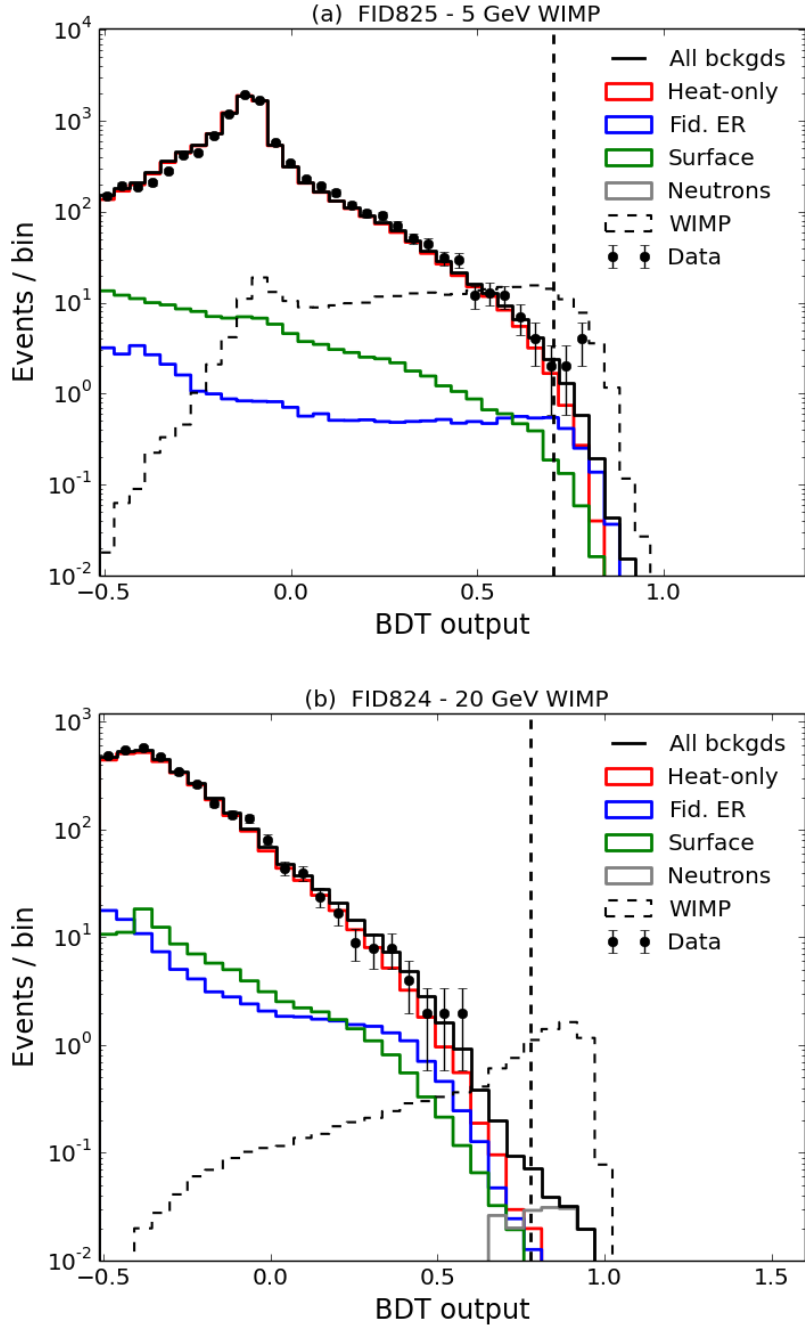 (a) FID825 - 5 GeV WIMP
10^4
10^3
10^2
10^1
10^0
10^-1
10^-2
Events / bin
All bckgds
Heat-only
Fid. ER
Surface
Neutrons
WIMP
Data
−0.5 0.0 0.5 1.0
BDT output
(b) FID824 - 20 GeV WIMP
10^3
10^2
10^1
10^0
10^-1
10^-2
Events / bin
All bckgds
Heat-only
Fid. ER
Surface
Neutrons
WIMP
Data
−0.5 0.0 0.5 1.0 1.5
BDT output